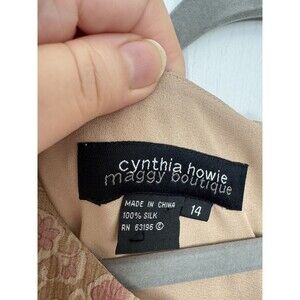 cynthia howie
maggy boutique
MADE IN CHINA
100% SILK
RN 63196 ©
14